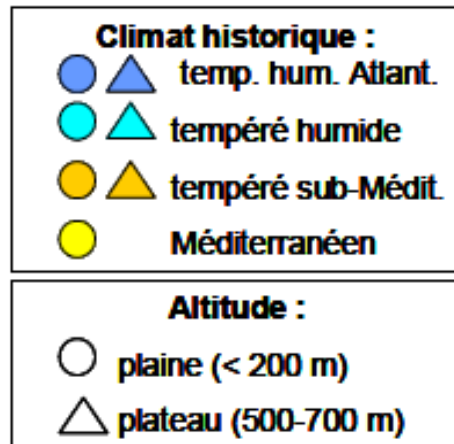 Climat historique :
temp. hum. Atlant.
tempéré humide
tempéré sub-Médit.
Méditerranéen
Altitude :
plaine (< 200 m)
plateau (500-700 m)